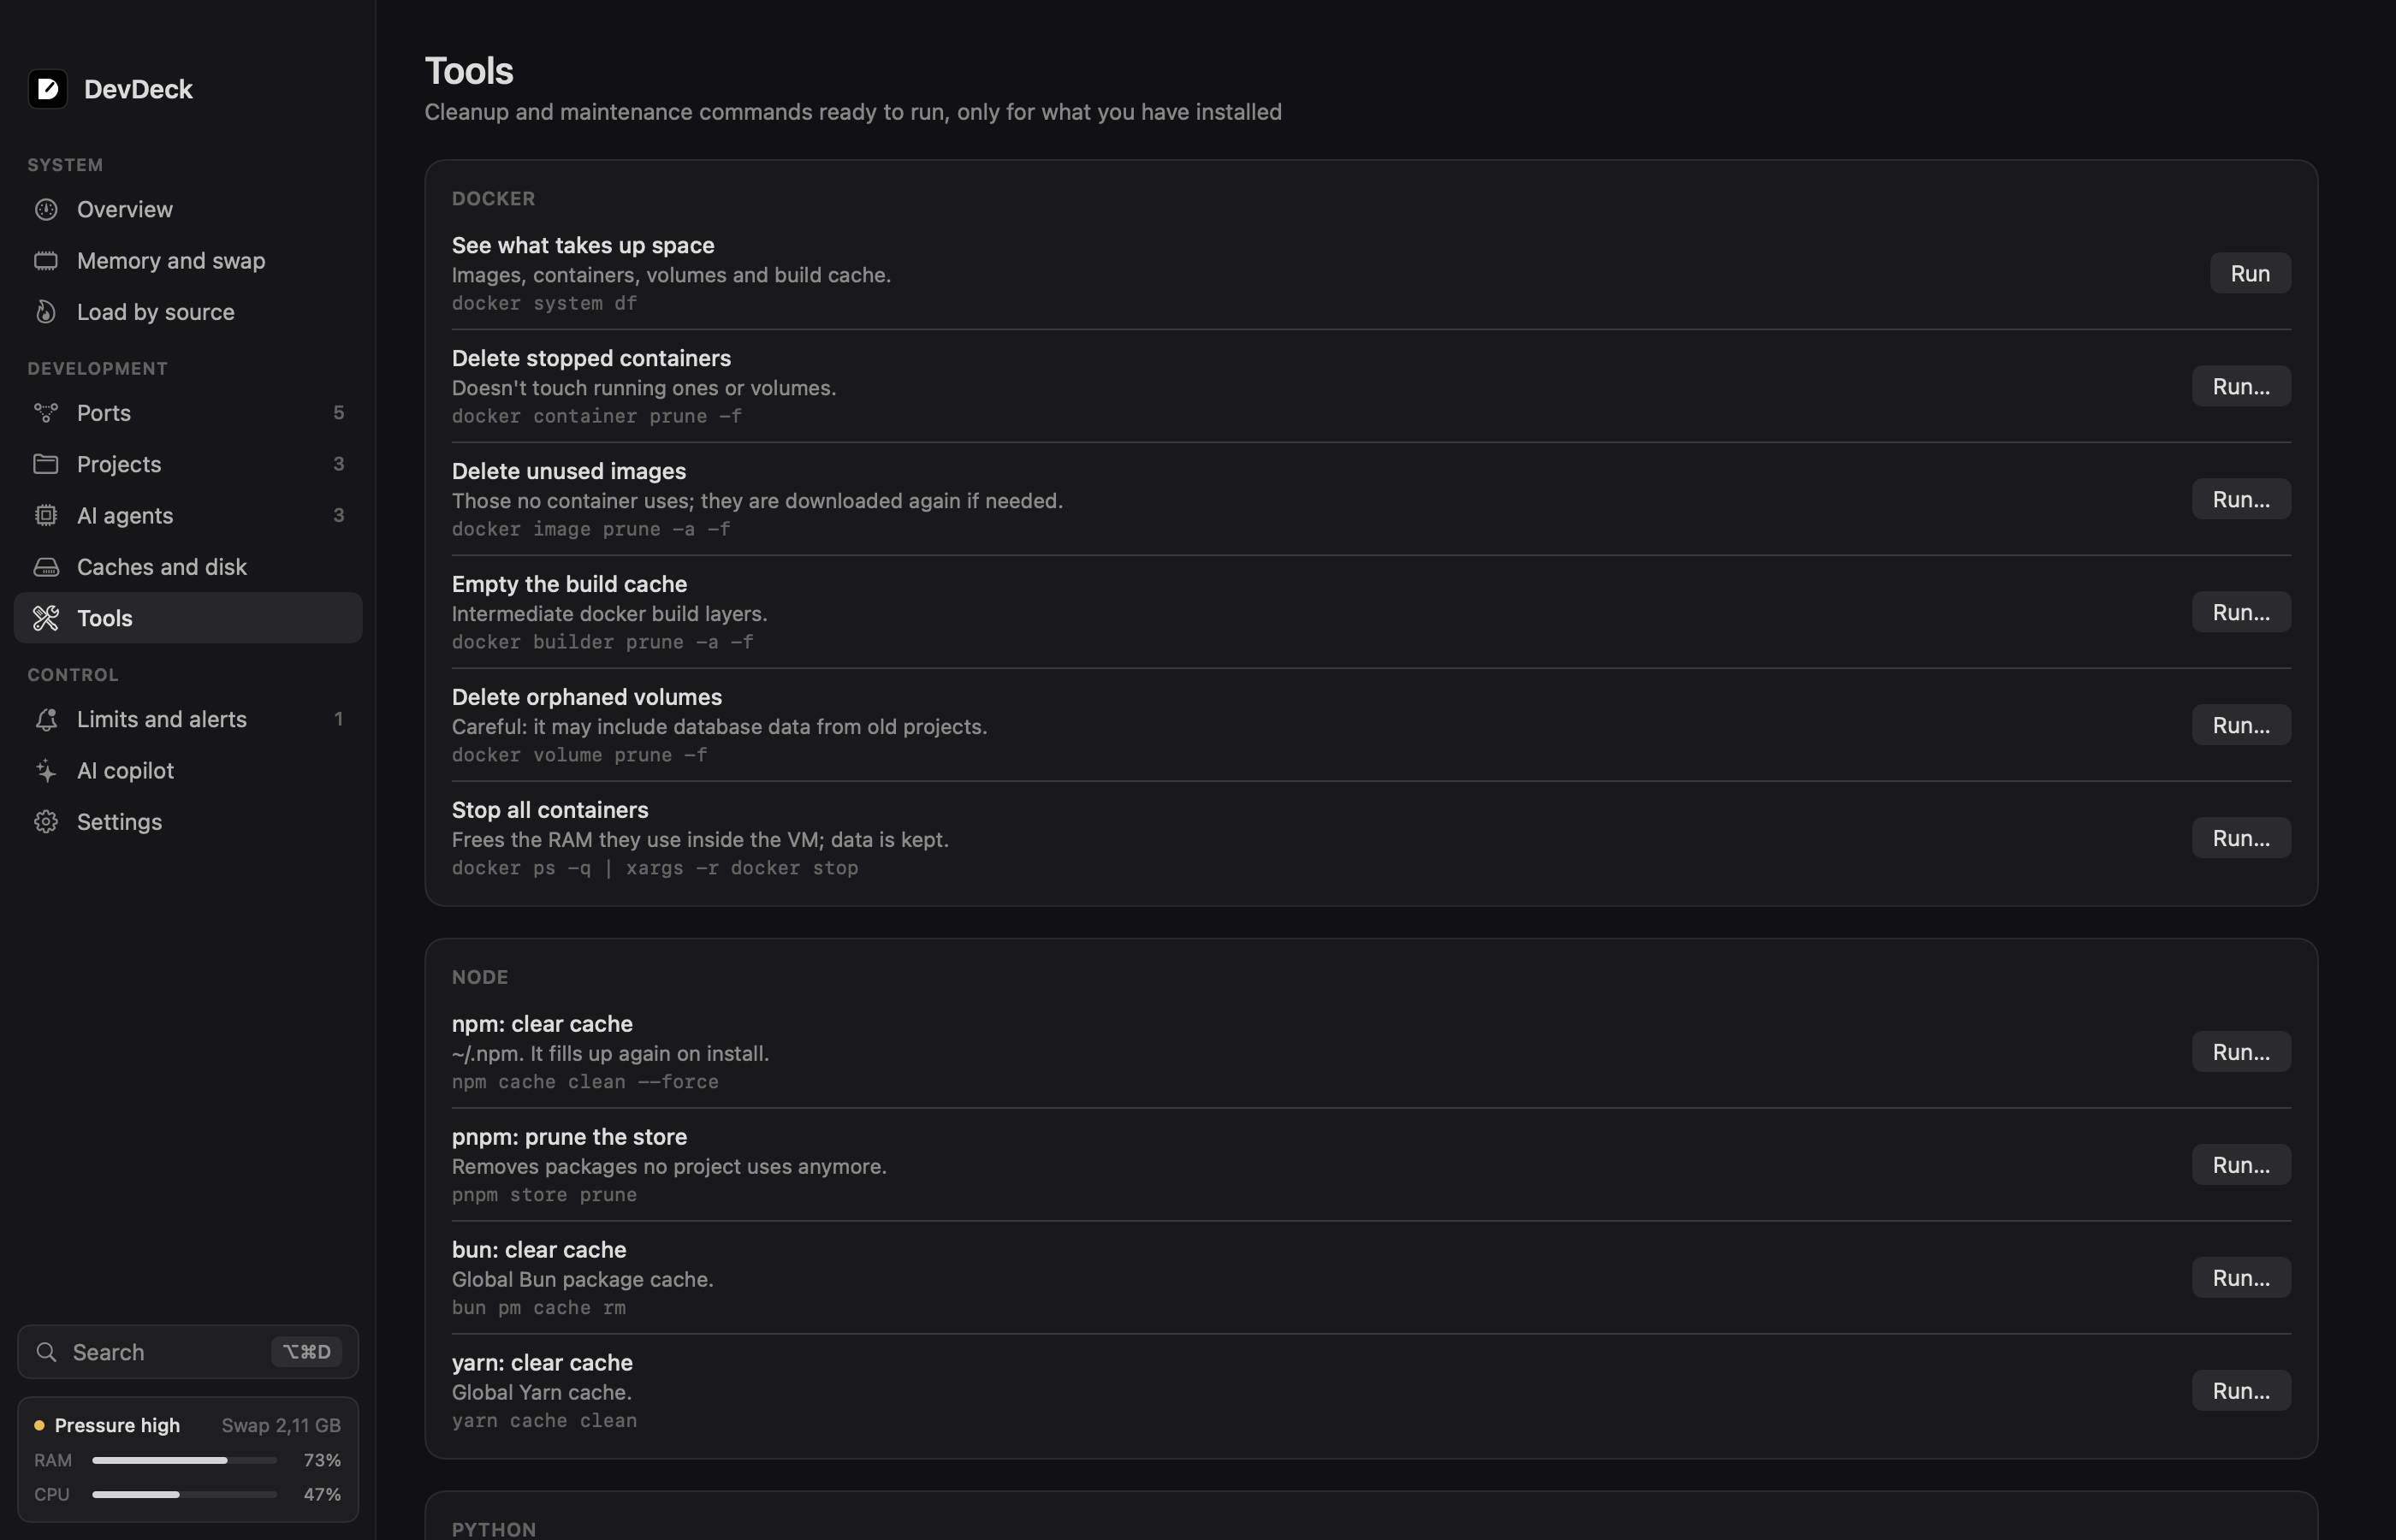 DevDeck
SYSTEM
Overview
Memory and swap
Load by source
DEVELOPMENT
Ports 5
Projects 3
AI agents 3
Caches and disk
Tools
CONTROL
Limits and alerts 1
AI copilot
Settings
Search ⌥⌘D
Pressure high Swap 2,11 GB
RAM 73%
CPU 47%
Tools
Cleanup and maintenance commands ready to run, only for what you have installed
DOCKER
See what takes up space
Images, containers, volumes and build cache.
docker system df
Run
Delete stopped containers
Doesn't touch running ones or volumes.
docker container prune -f
Run...
Delete unused images
Those no container uses; they are downloaded again if needed.
docker image prune -a -f
Run...
Empty the build cache
Intermediate docker build layers.
docker builder prune -a -f
Run...
Delete orphaned volumes
Careful: it may include database data from old projects.
docker volume prune -f
Run...
Stop all containers
Frees the RAM they use inside the VM; data is kept.
docker ps -q | xargs -r docker stop
Run...
NODE
npm: clear cache
~/.npm. It fills up again on install.
npm cache clean --force
Run...
pnpm: prune the store
Removes packages no project uses anymore.
pnpm store prune
Run...
bun: clear cache
Global Bun package cache.
bun pm cache rm
Run...
yarn: clear cache
Global Yarn cache.
yarn cache clean
Run...
PYTHON